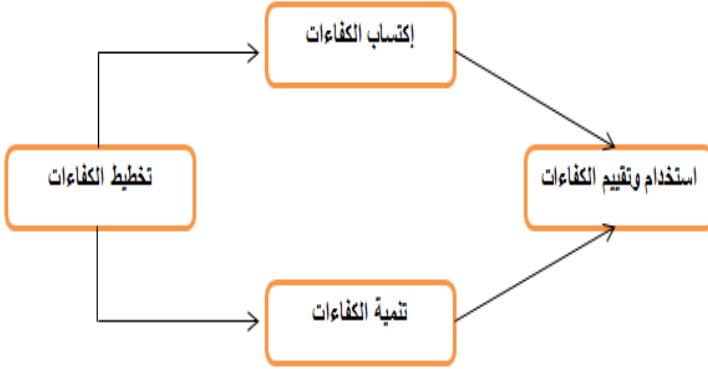 إكتساب الكفاءات
تخطيط الكفاءات
استخدام وتقييم الكفاءات
تنمية الكفاءات